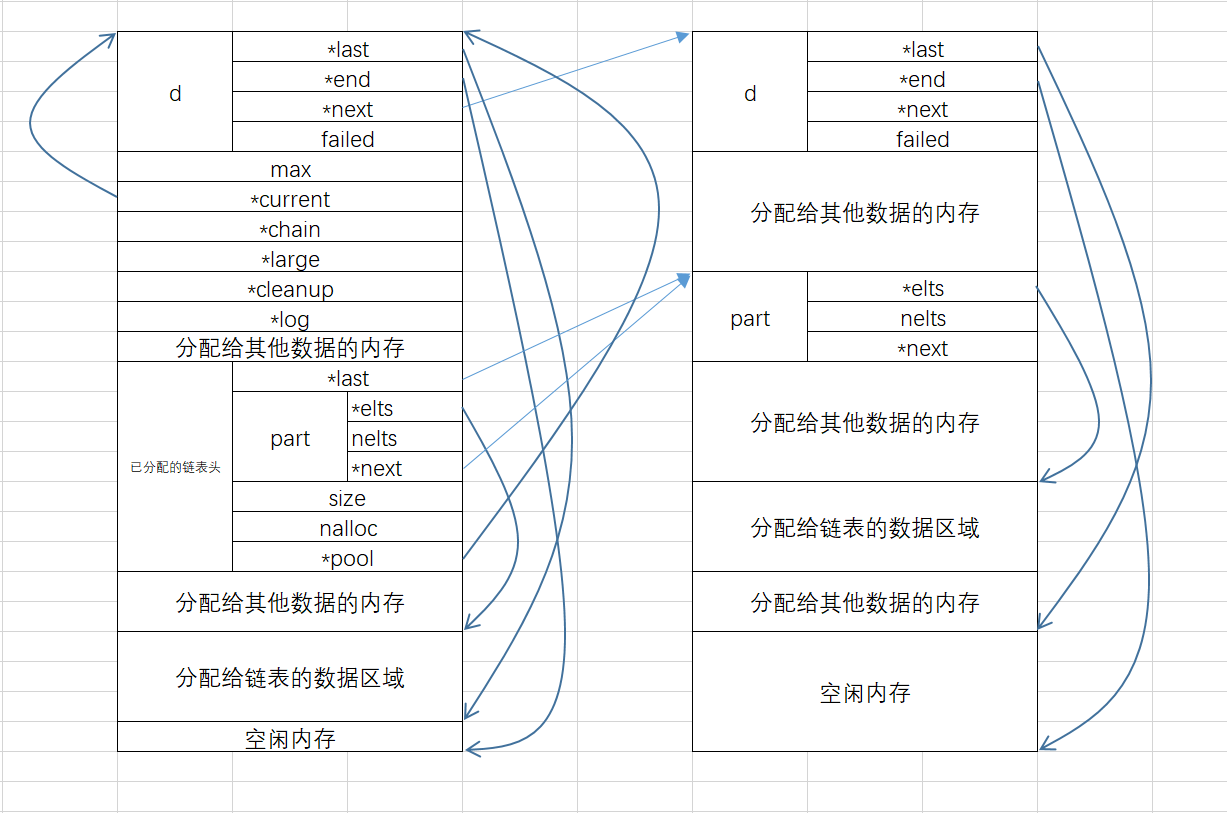 d
*last
*end
*next
failed
max
*current
*chain
*large
*cleanup
*log
分配给其他数据的内存
已分配的链表头
*last
part
*elts
nelts
*next
size
nalloc
*pool
分配给其他数据的内存
分配给链表的数据区域
空闲内存
d
*last
*end
*next
failed
分配给其他数据的内存
part
*elts
nelts
*next
分配给其他数据的内存
分配给链表的数据区域
分配给其他数据的内存
空闲内存